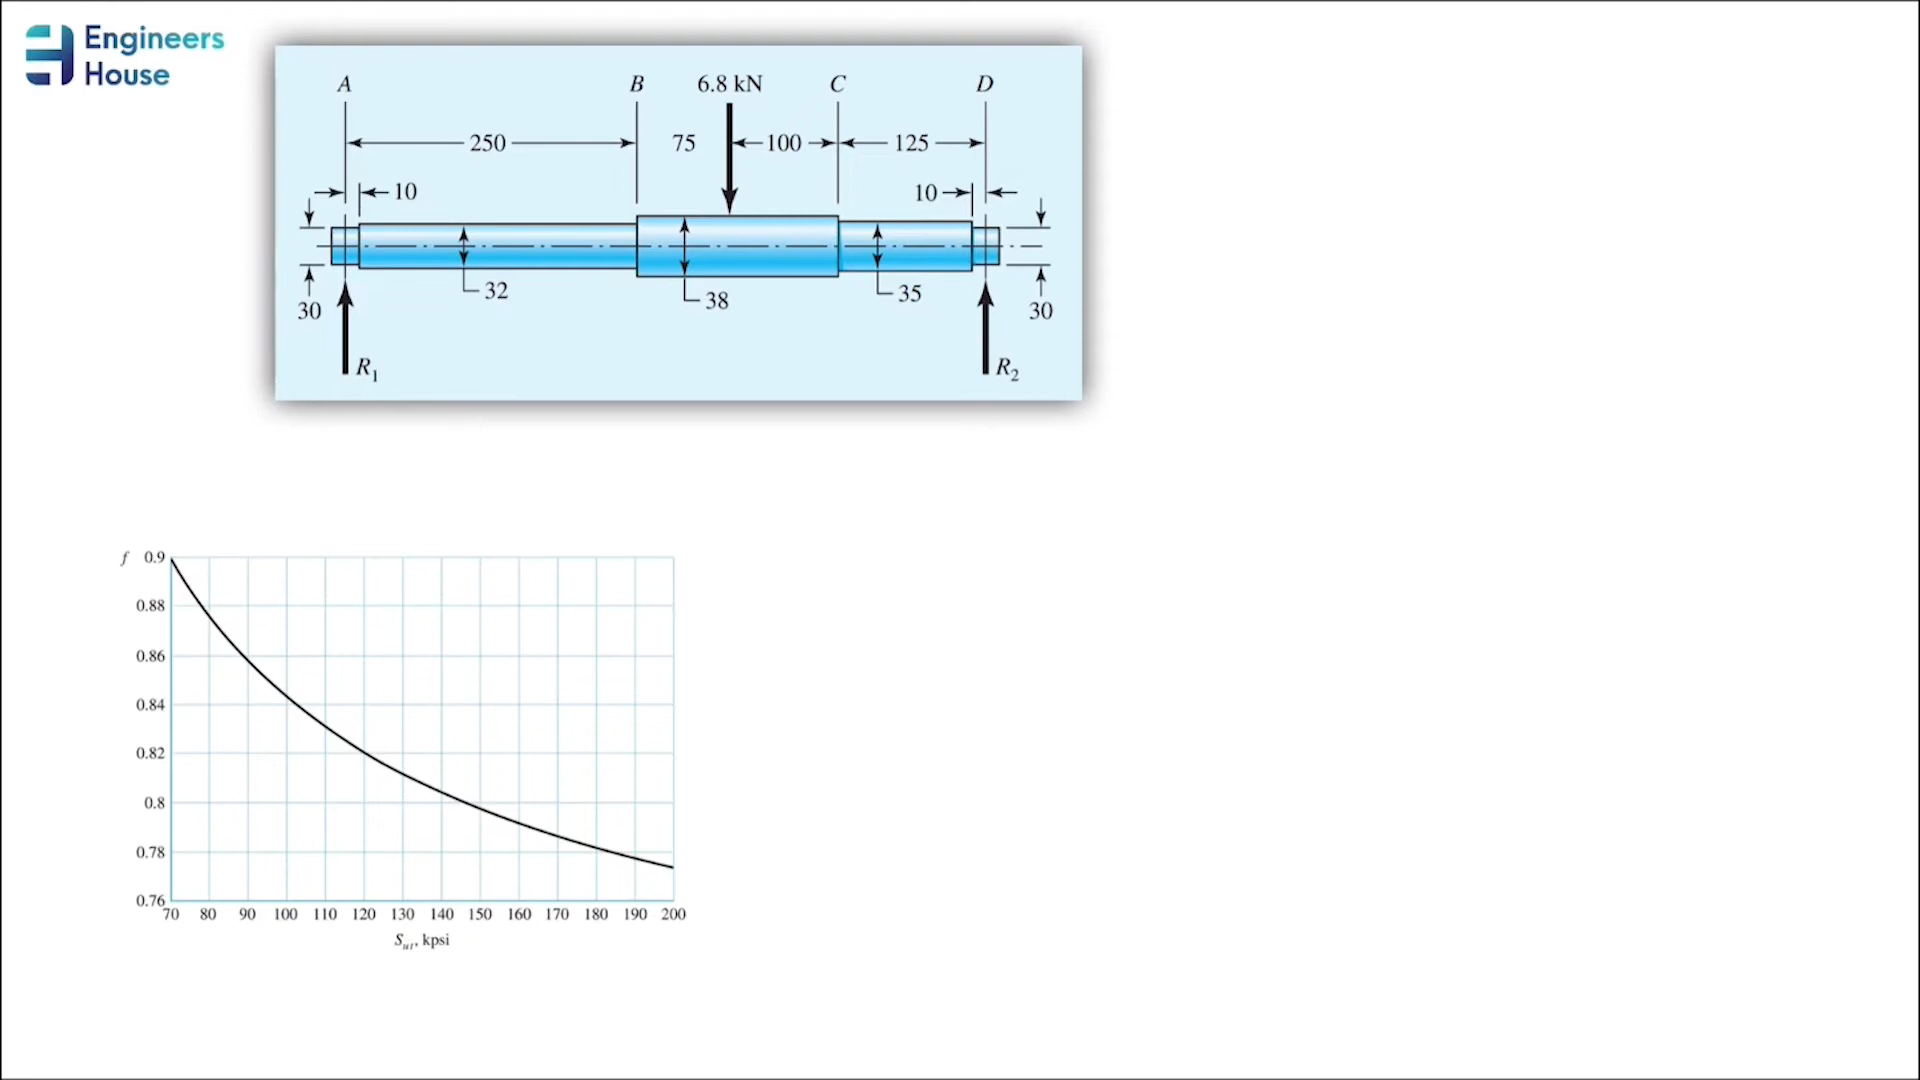 Engineers
House
A B 6.8 kN C D
250 75 100 125
10 10
32 38 35
30 30
R1 R2
f 0.9
0.88
0.86
0.84
0.82
0.8
0.78
0.76
70 80 90 100 110 120 130 140 150 160 170 180 190 200
Sut, kpsi